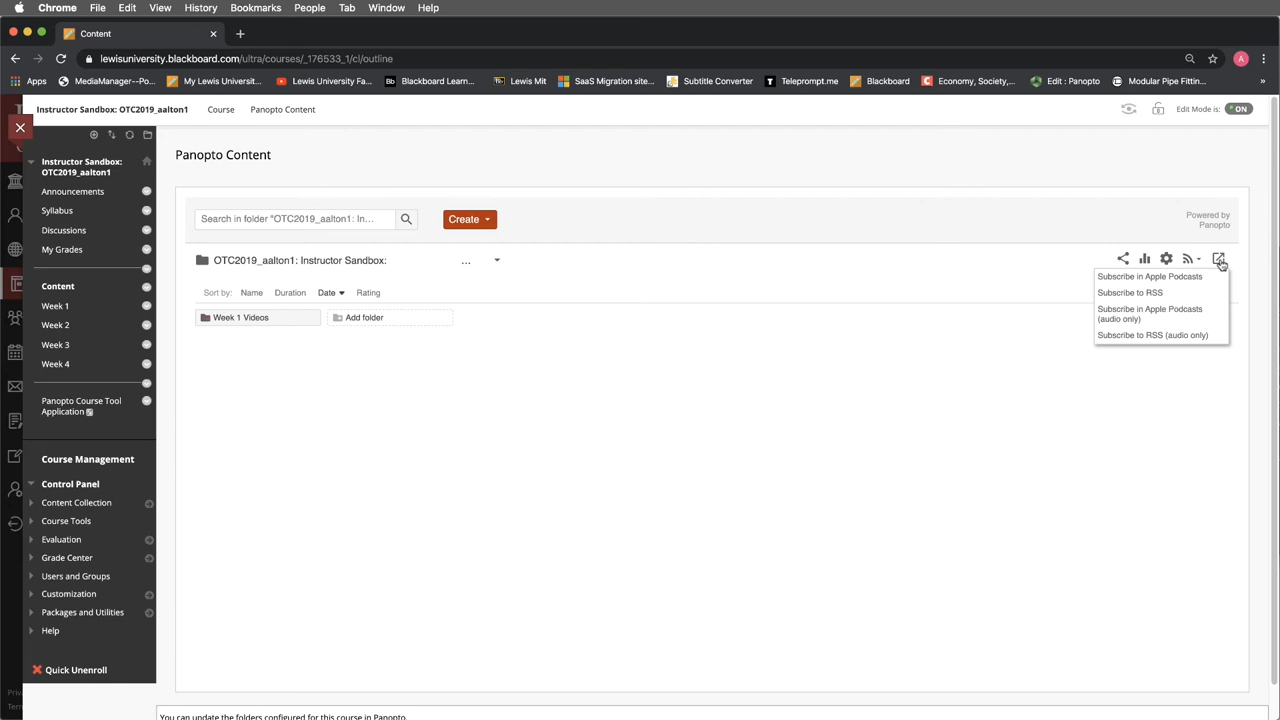 Chrome File Edit View History Bookmarks People Tab Window Help
Content
lewisuniversity.blackboard.com/ultra/courses/_176533_1/cl/outline
A
Apps MediaManager--Po... My Lewis Universit... Lewis University Fa... Bb Blackboard Learn... Lewis Mit SaaS Migration site... Subtitle Converter T Teleprompt.me Blackboard Economy, Society,... Edit : Panopto Modular Pipe Fittin... »
Instructor Sandbox: OTC2019_aalton1 Course Panopto Content Edit Mode is: ON
Instructor Sandbox:
OTC2019_aalton1
Announcements
Syllabus
Discussions
My Grades
Content
Week 1
Week 2
Week 3
Week 4
Panopto Course Tool
Application
Course Management
Control Panel
Content Collection
Course Tools
Evaluation
Grade Center
Users and Groups
Customization
Packages and Utilities
Help
Quick Unenroll
Priv
Term
Panopto Content
Search in folder "OTC2019_aalton1: In... Create
Powered by
Panopto
OTC2019_aalton1: Instructor Sandbox: ...
Sort by: Name Duration Date Rating
Week 1 Videos Add folder
Subscribe in Apple Podcasts
Subscribe to RSS
Subscribe in Apple Podcasts
(audio only)
Subscribe to RSS (audio only)
You can update the folders configured for this course in Panopto.